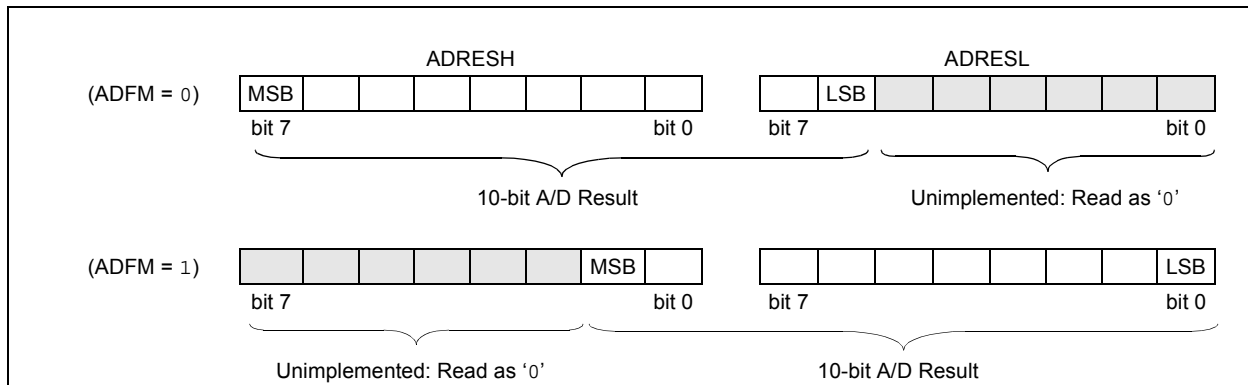 ADRESH ADRESL
(ADFM = 0) MSB LSB
bit 7 bit 0 bit 7 bit 0
10-bit A/D Result Unimplemented: Read as ‘0’
(ADFM = 1) MSB LSB
bit 7 bit 0 bit 7 bit 0
Unimplemented: Read as ‘0’ 10-bit A/D Result